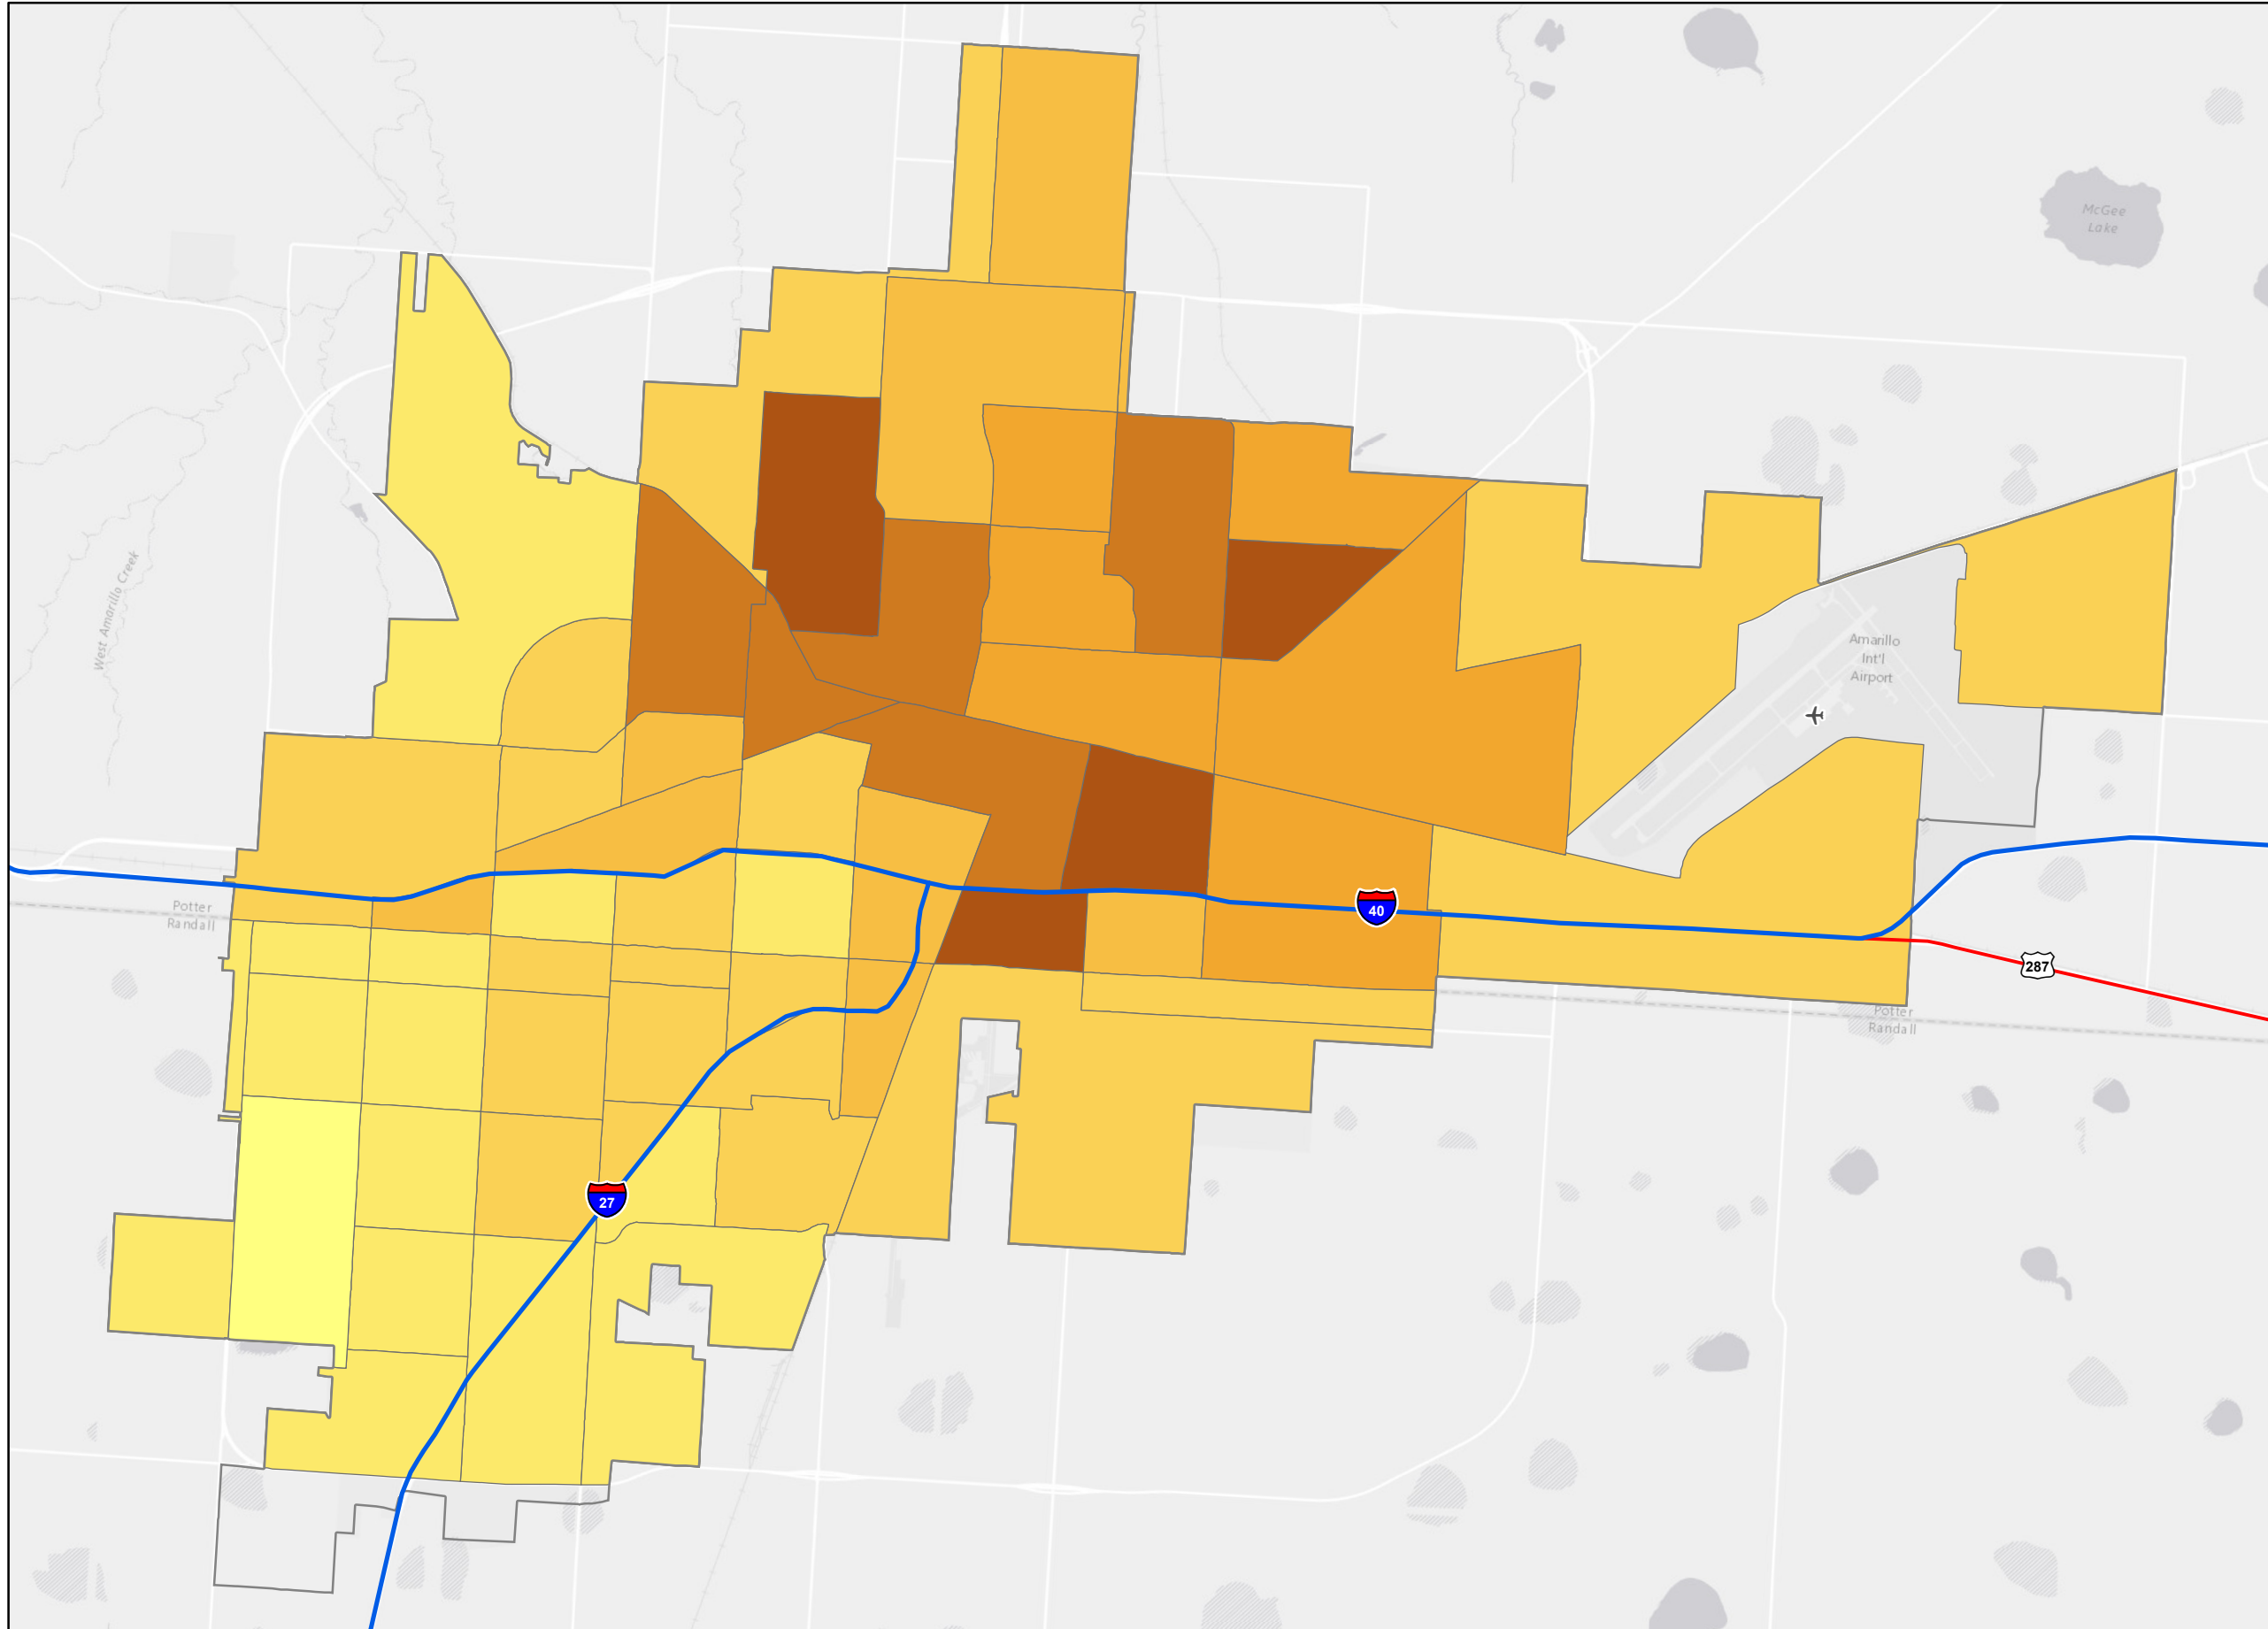 McGee
Lake
West Amarillo Creek
Amarillo
Int'l
Airport
Potter
Randall
40
287
Potter
Randall
27